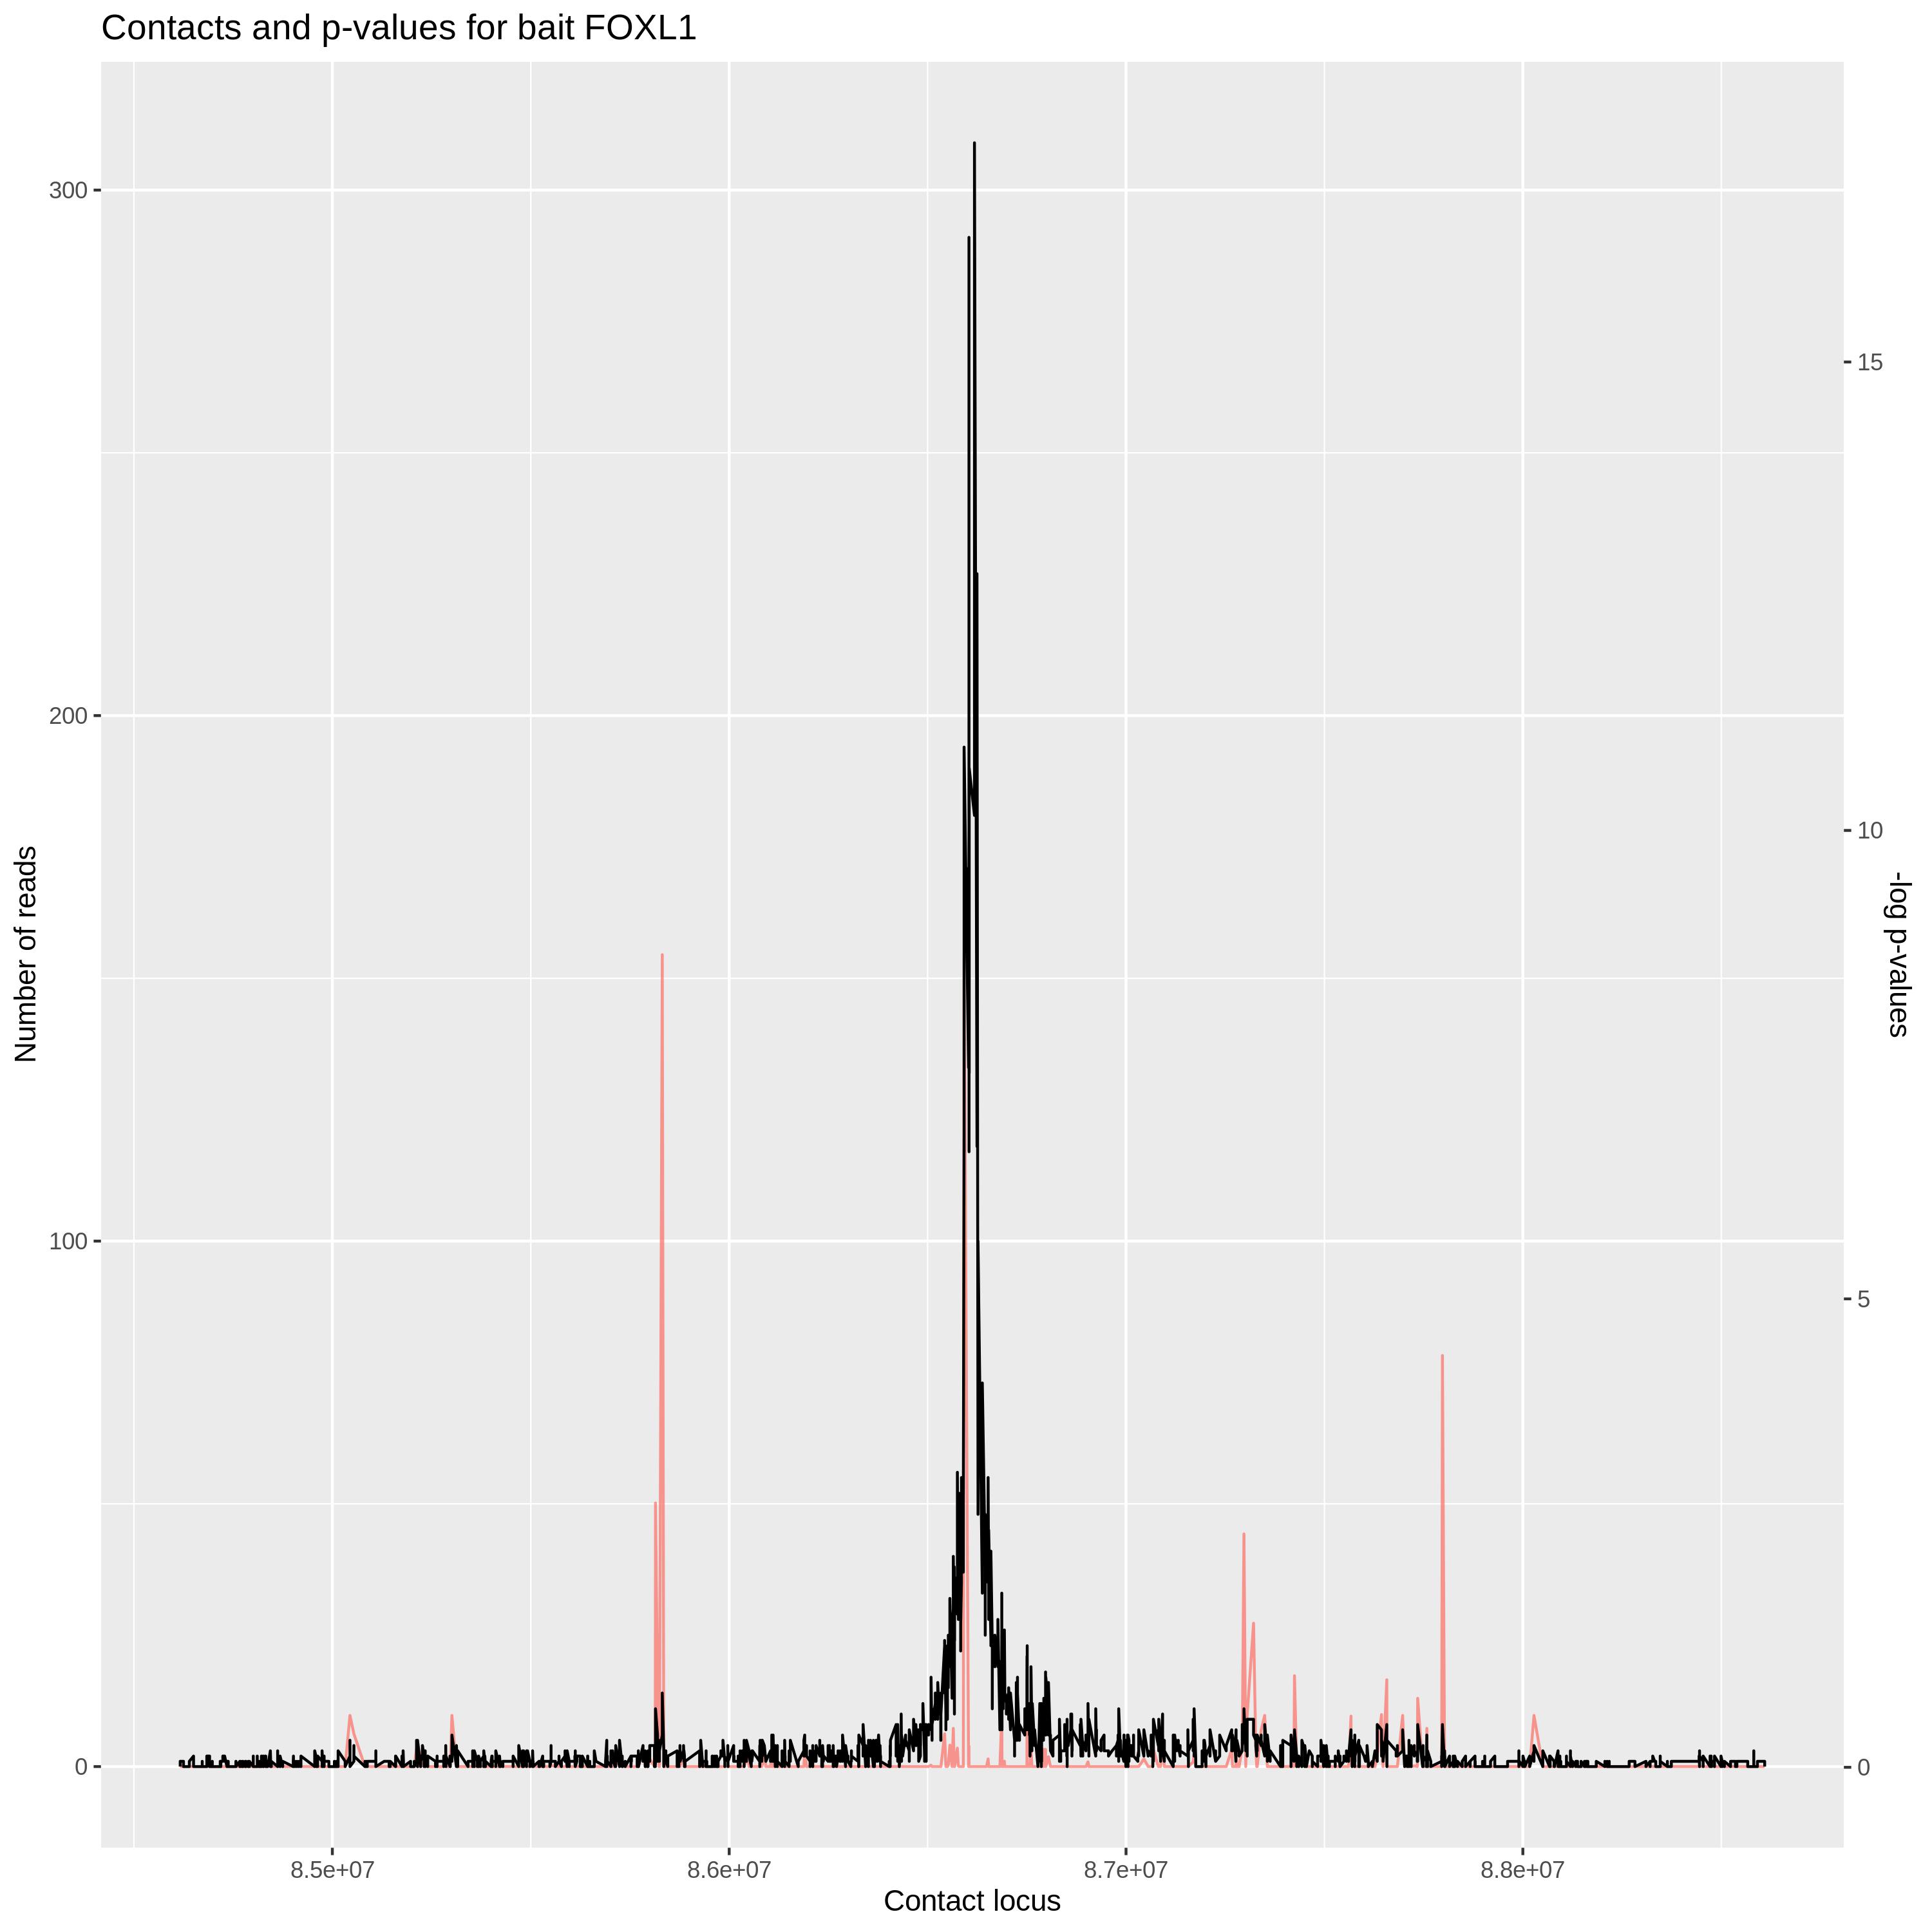 Contacts and p-values for bait FOXL1
300
200
100
0
Number of reads
15
10
5
0
-log p-values
8.5e+07
8.6e+07
8.7e+07
8.8e+07
Contact locus